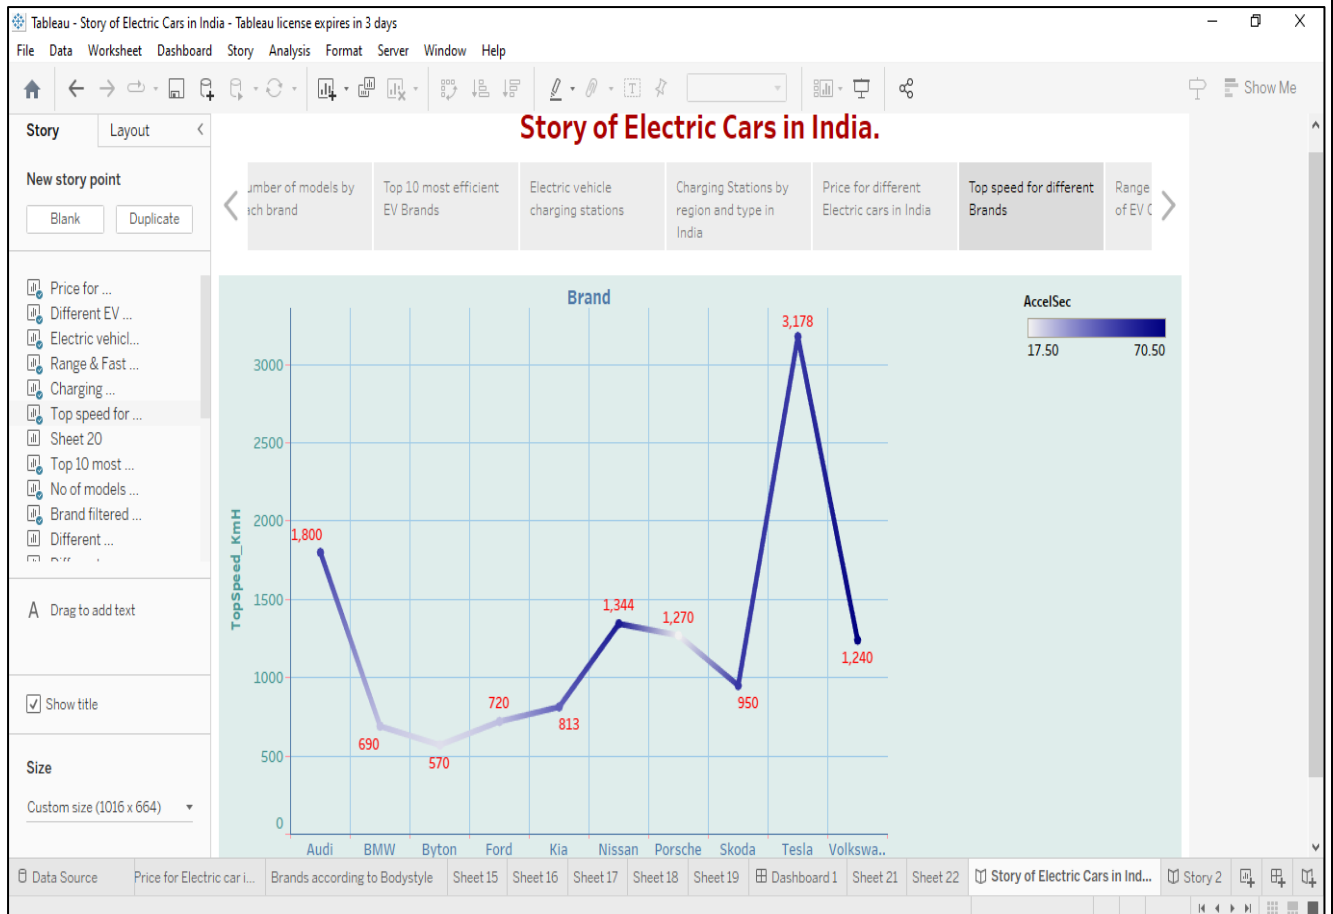 Tableau - Story of Electric Cars in India - Tableau license expires in 3 days
File Data Worksheet Dashboard Story Analysis Format Server Window Help
Show Me
Story Layout
New story point
Blank Duplicate
Price for ...
Different EV ...
Electric vehicl...
Range & Fast ...
Charging ...
Top speed for ...
Sheet 20
Top 10 most ...
No of models ...
Brand filtered ...
Different ...
A Drag to add text
Show title
Size
Custom size (1016 x 664)
Story of Electric Cars in India.
umber of models by
ach brand
Top 10 most efficient
EV Brands
Electric vehicle
charging stations
Charging Stations by
region and type in
India
Price for different
Electric cars in India
Top speed for different
Brands
Range
of EV C
Brand
AccelSec
17.50 70.50
TopSpeed_KmH
3000
2500
2000
1500
1000
500
0
1,800
690
570
720
813
1,344
1,270
950
3,178
1,240
Audi BMW Byton Ford Kia Nissan Porsche Skoda Tesla Volkswa..
Data Source Price for Electric car i... Brands according to Bodystyle Sheet 15 Sheet 16 Sheet 17 Sheet 18 Sheet 19 Dashboard 1 Sheet 21 Sheet 22 Story of Electric Cars in Ind... Story 2